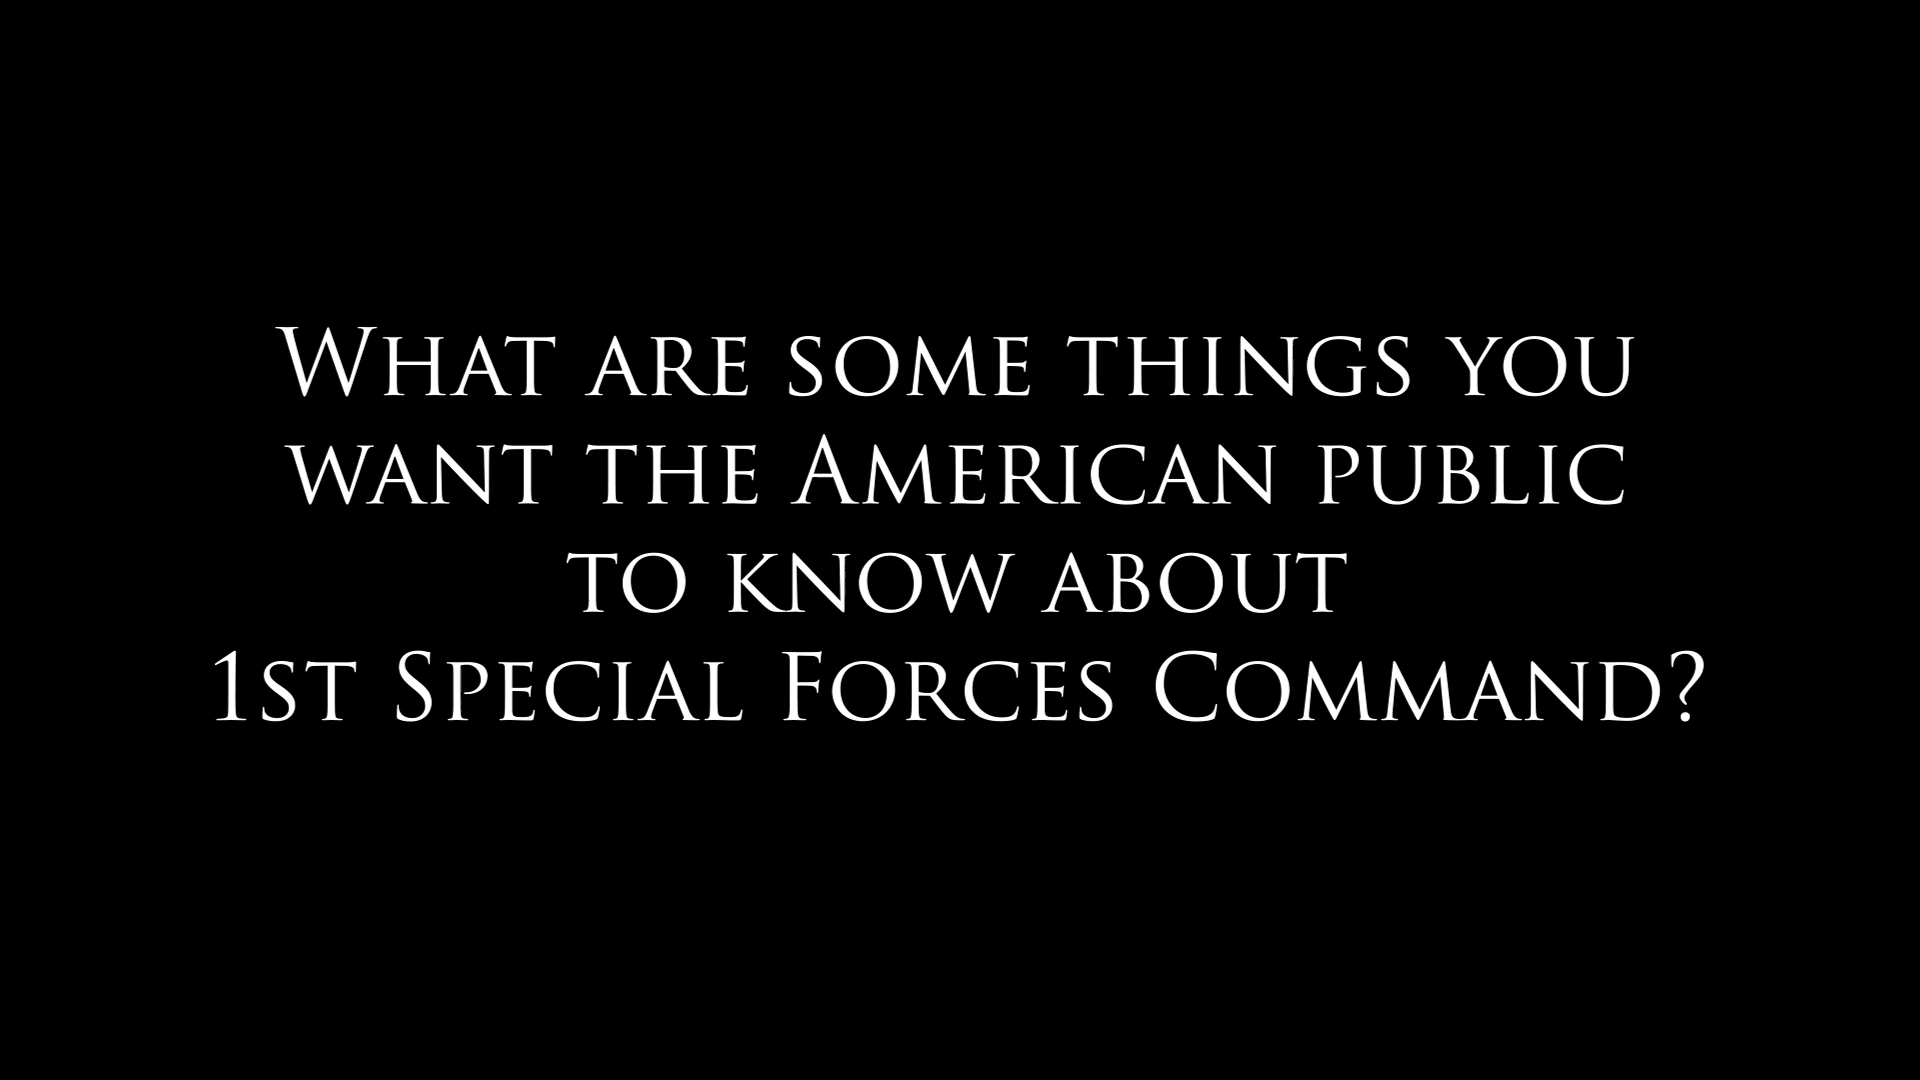 What are some things you
want the American public
to know about
1st Special Forces Command?